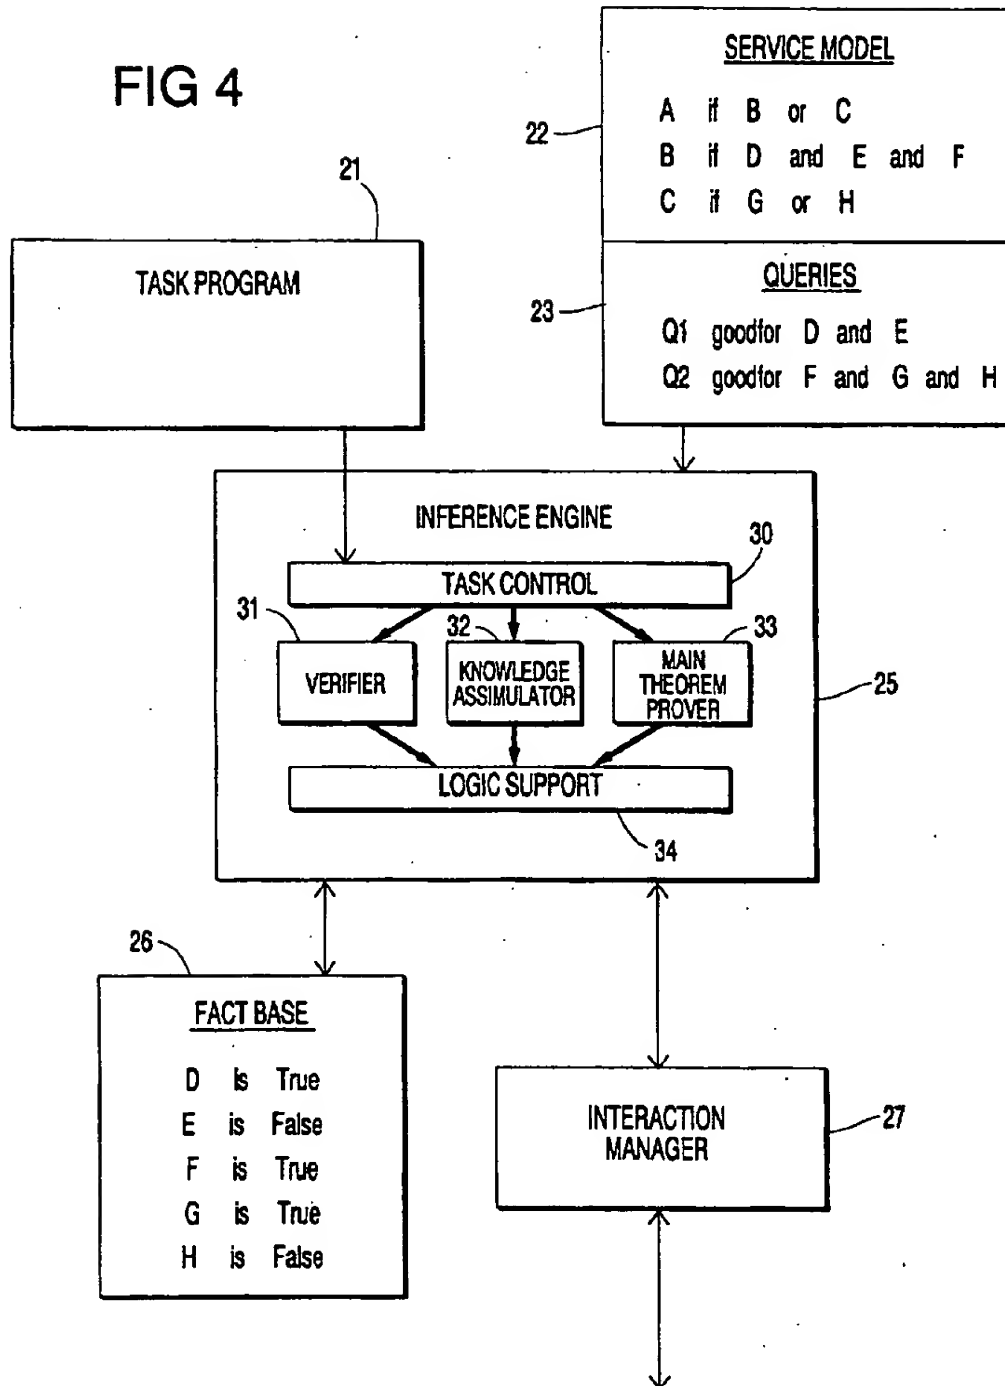 FIG 4
SERVICE MODEL
A if B or C
B if D and E and F
C if G or H
22
21
TASK PROGRAM
QUERIES
Q1 goodfor D and E
Q2 goodfor F and G and H
23
INFERENCE ENGINE
30
TASK CONTROL
31
32
33
VERIFIER
KNOWLEDGE
ASSIMULATOR
MAIN
THEOREM
PROVER
25
LOGIC SUPPORT
34
26
FACT BASE
D is True
E is False
F is True
G is True
H is False
INTERACTION
MANAGER
27